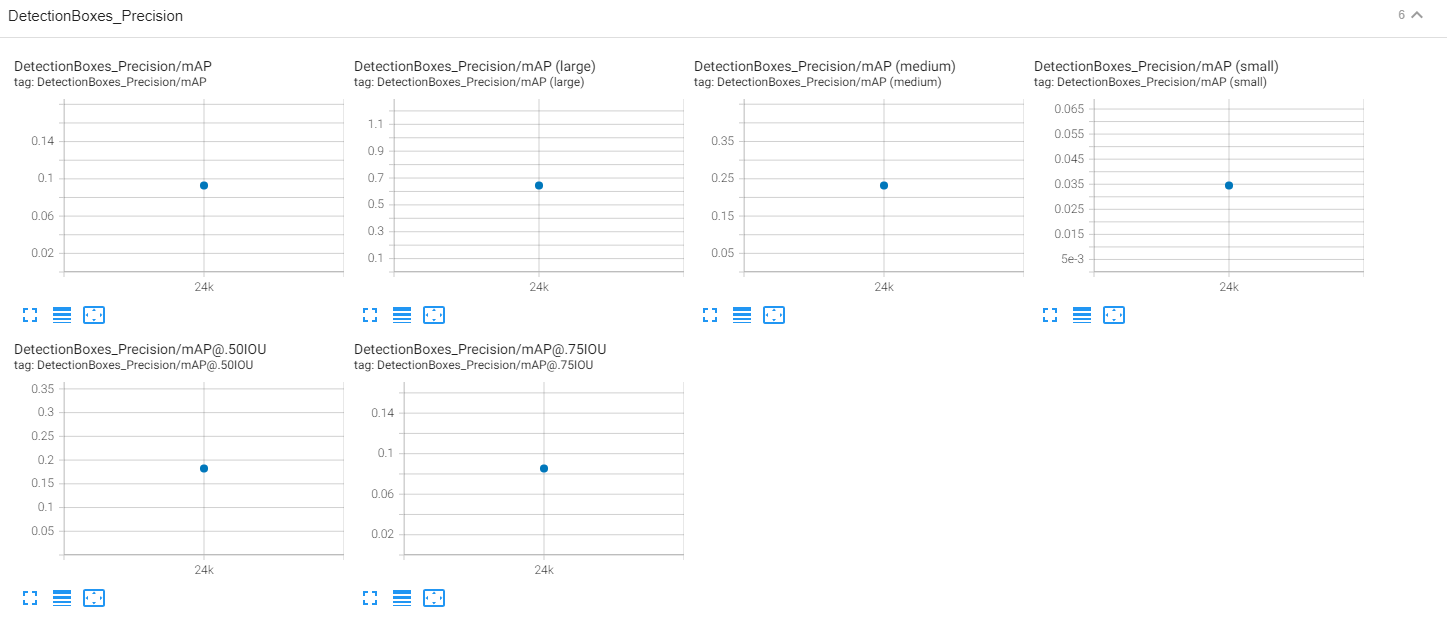 DetectionBoxes_Precision
6
DetectionBoxes_Precision/mAP
tag: DetectionBoxes_Precision/mAP
0.14
0.1
0.06
0.02
24k
DetectionBoxes_Precision/mAP (large)
tag: DetectionBoxes_Precision/mAP (large)
1.1
0.9
0.7
0.5
0.3
0.1
24k
DetectionBoxes_Precision/mAP (medium)
tag: DetectionBoxes_Precision/mAP (medium)
0.35
0.25
0.15
0.05
24k
DetectionBoxes_Precision/mAP (small)
tag: DetectionBoxes_Precision/mAP (small)
0.065
0.055
0.045
0.035
0.025
0.015
5e-3
24k
DetectionBoxes_Precision/mAP@.50IOU
tag: DetectionBoxes_Precision/mAP@.50IOU
0.35
0.3
0.25
0.2
0.15
0.1
0.05
24k
DetectionBoxes_Precision/mAP@.75IOU
tag: DetectionBoxes_Precision/mAP@.75IOU
0.14
0.1
0.06
0.02
24k